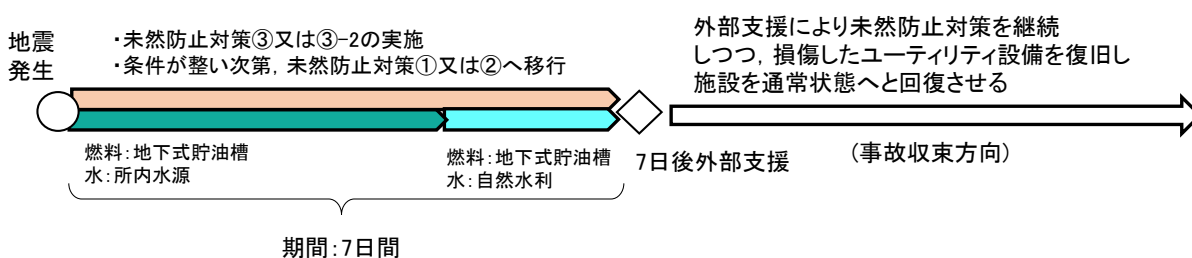 地震
発生
・未然防止対策③又は③-2の実施
・条件が整い次第，未然防止対策①又は②へ移行
外部支援により未然防止対策を継続
しつつ，損傷したユーティリティ設備を復旧し
施設を通常状態へと回復させる
燃料：地下式貯油槽
水：所内水源
燃料：地下式貯油槽
水：自然水利
7日後外部支援
（事故収束方向）
期間：7日間